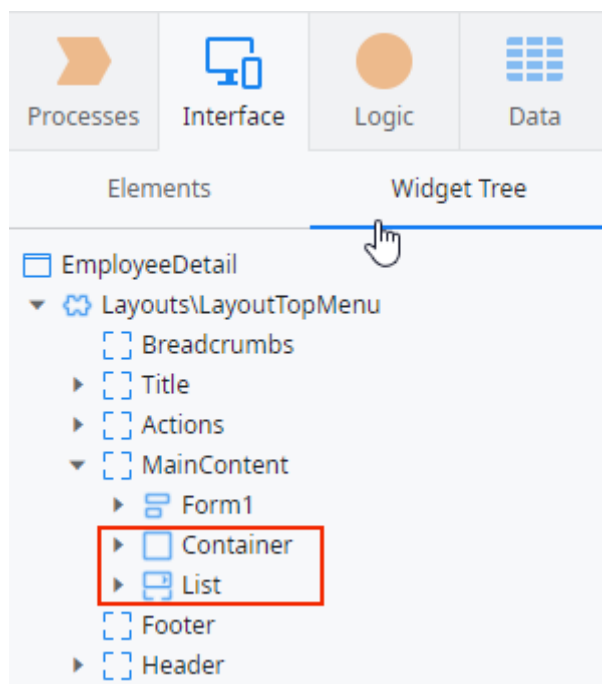 Processes Interface Logic Data
Elements Widget Tree
EmployeeDetail
Layouts\LayoutTopMenu
Breadcrumbs
Title
Actions
MainContent
Form1
Container
List
Footer
Header